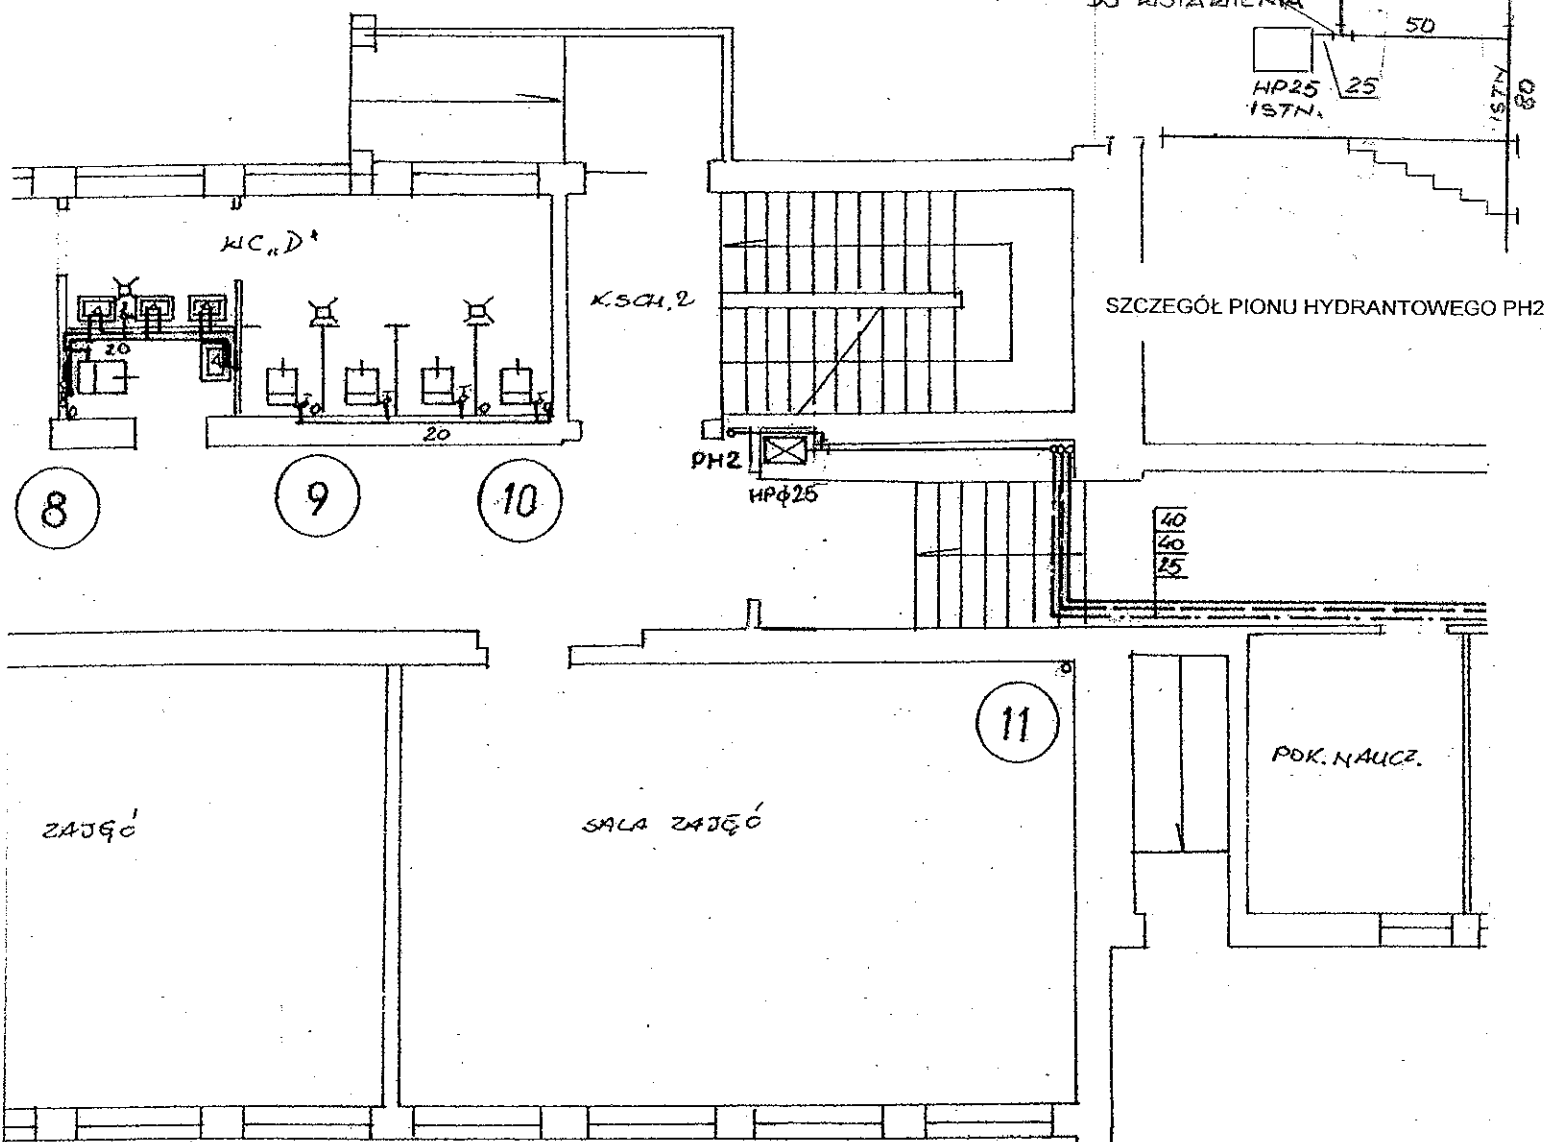 50
HP25
ISTN.
25
ISTN
80
WC „D"
K.SCH.2
SZCZEGÓŁ PIONU HYDRANTOWEGO PH2
20
20
PH2
HPϕ25
8
9
10
40
40
25
11
ZAJĘĆ
SALA ZAJĘĆ
POK. NAUCZ.